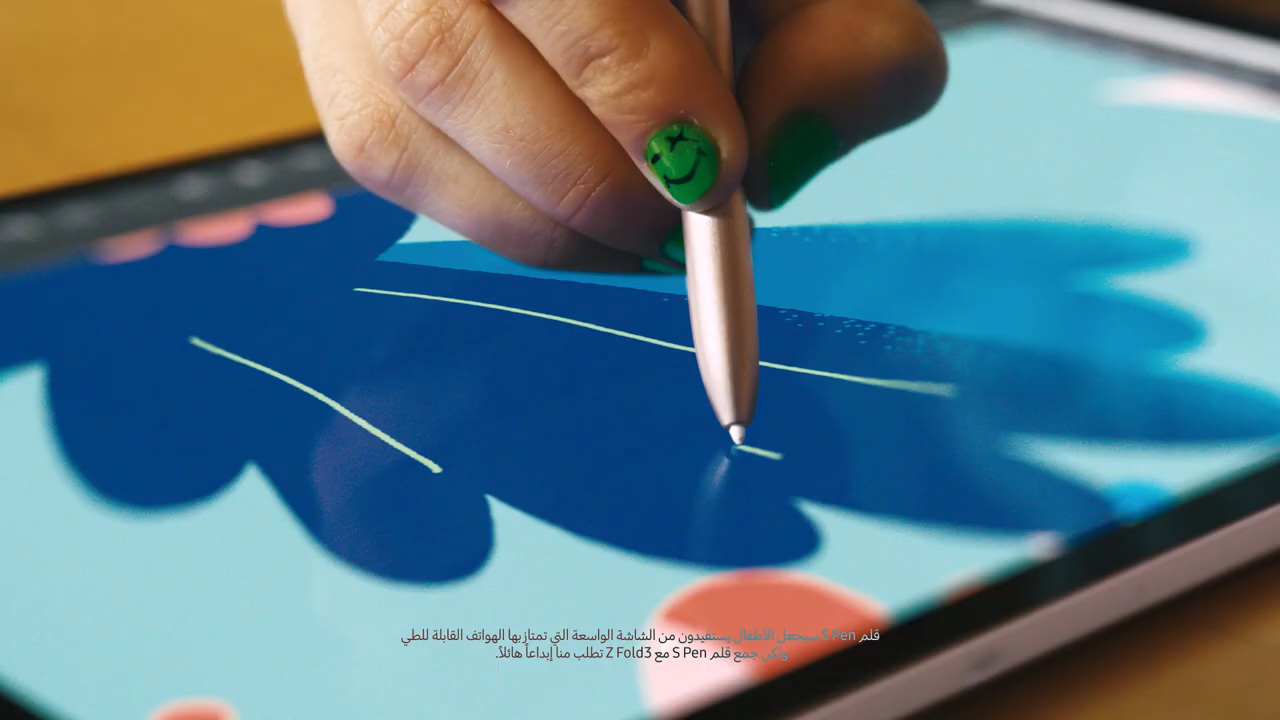 قلم S Pen سيجعل الأطفال يستفيدون من الشاشة الواسعة التي تمتاز بها الهواتف القابلة للطي
ولكن جمع قلم S Pen مع Z Fold3 تطلب منا إبداعاً هائلاً.